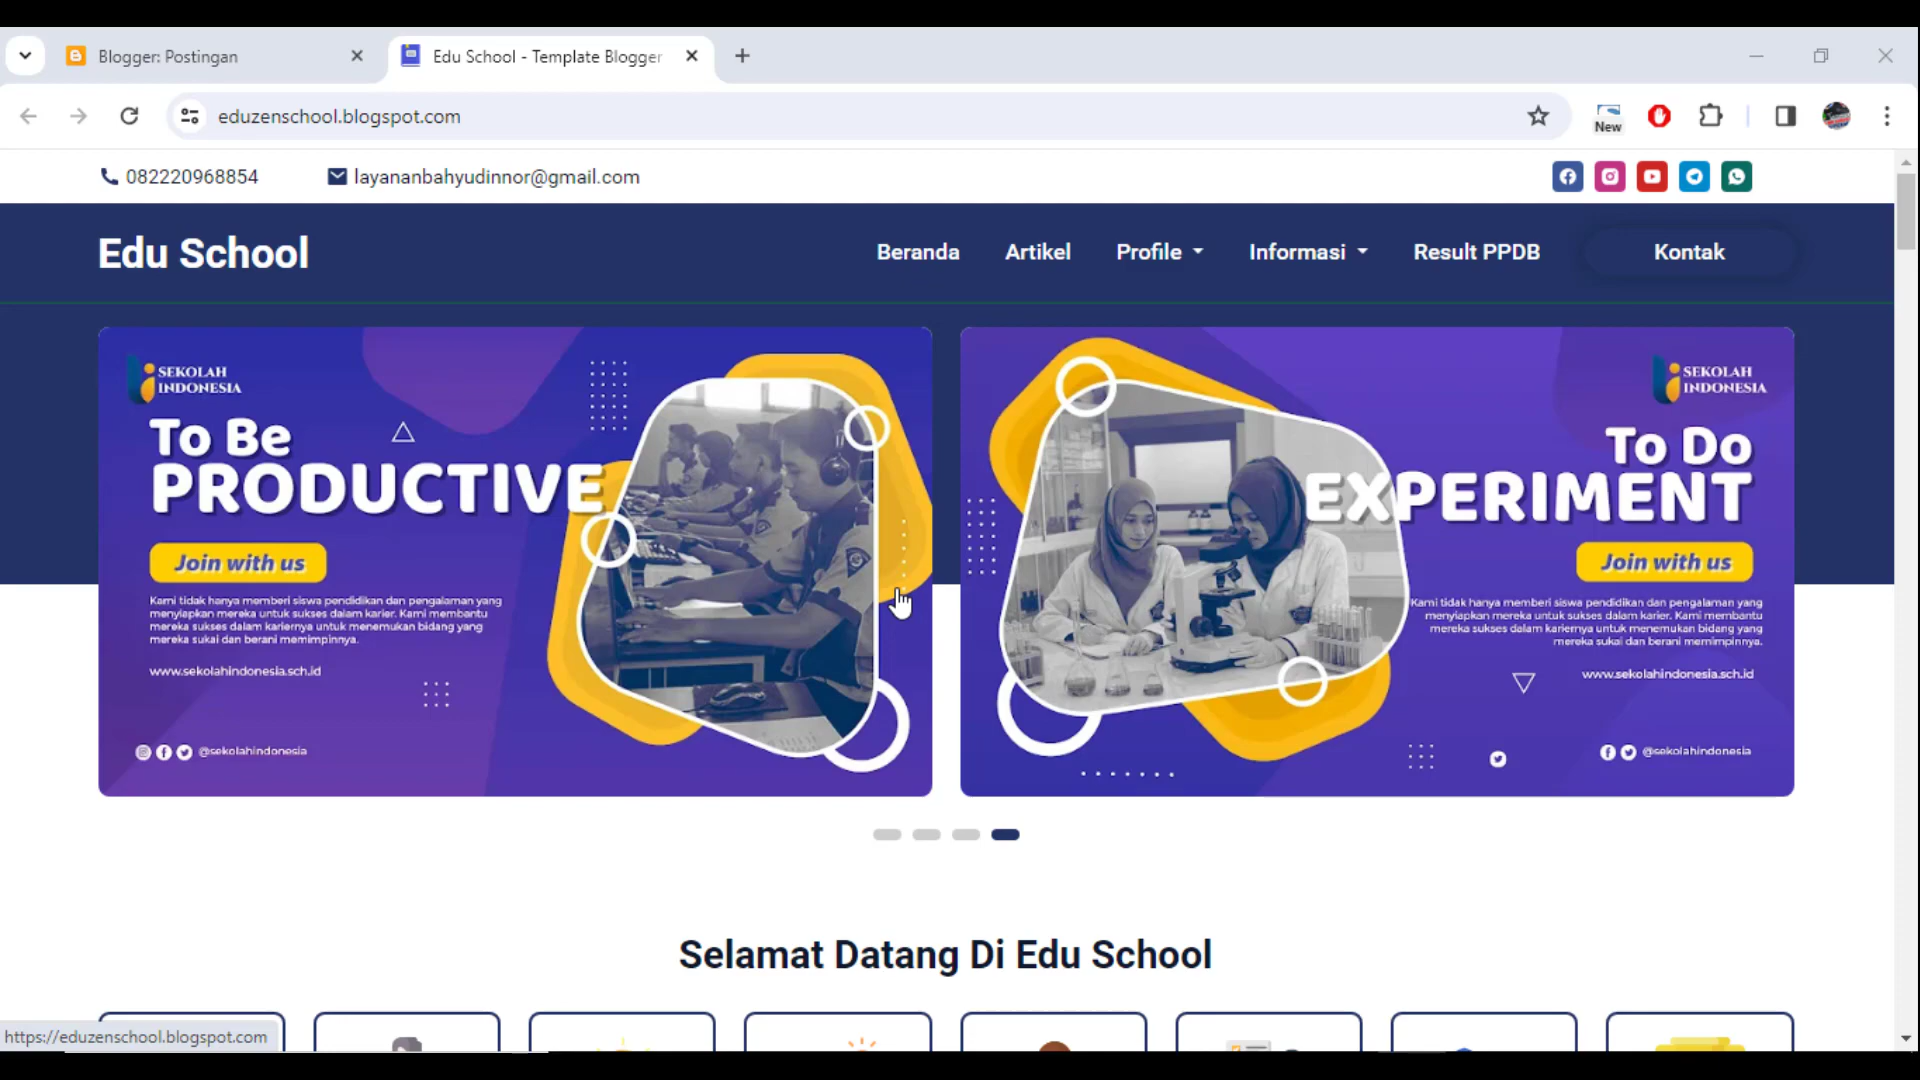 Blogger: Postingan
Edu School - Template Blogger
eduzenschool.blogspot.com
New
082220968854
layananbahyudinnor@gmail.com
Edu School
Beranda
Artikel
Profile
Informasi
Result PPDB
Kontak
SEKOLAH
INDONESIA
To Be
PRODUCTIVE
Join with us
Kami tidak hanya memberi siswa pendidikan dan pengalaman yang
menyiapkan mereka untuk sukses dalam karier. Kami membantu
mereka sukses dalam kariernya untuk menemukan bidang yang
mereka sukai dan berani memimpinnya.
www.sekolahindonesia.sch.id
@sekolahindonesia
SEKOLAH
INDONESIA
To Do
EXPERIMENT
Join with us
Kami tidak hanya memberi siswa pendidikan dan pengalaman yang
menyiapkan mereka untuk sukses dalam karier. Kami membantu
mereka sukses dalam kariernya untuk menemukan bidang yang
mereka sukai dan berani memimpinnya.
www.sekolahindonesia.sch.id
@sekolahindonesia
Selamat Datang Di Edu School
https://eduzenschool.blogspot.com